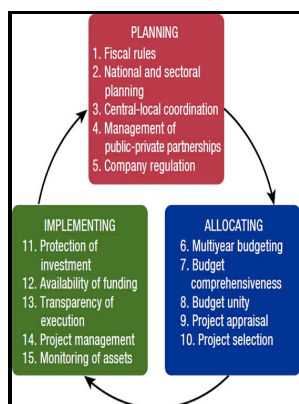 PLANNING
1. Fiscal rules
2. National and sectoral
planning
3. Central-local coordination
4. Management of
public-private partnerships
5. Company regulation
IMPLEMENTING
11. Protection of
investment
12. Availability of funding
13. Transparency of
execution
14. Project management
15. Monitoring of assets
ALLOCATING
6. Multiyear budgeting
7. Budget
comprehensiveness
8. Budget unity
9. Project appraisal
10. Project selection